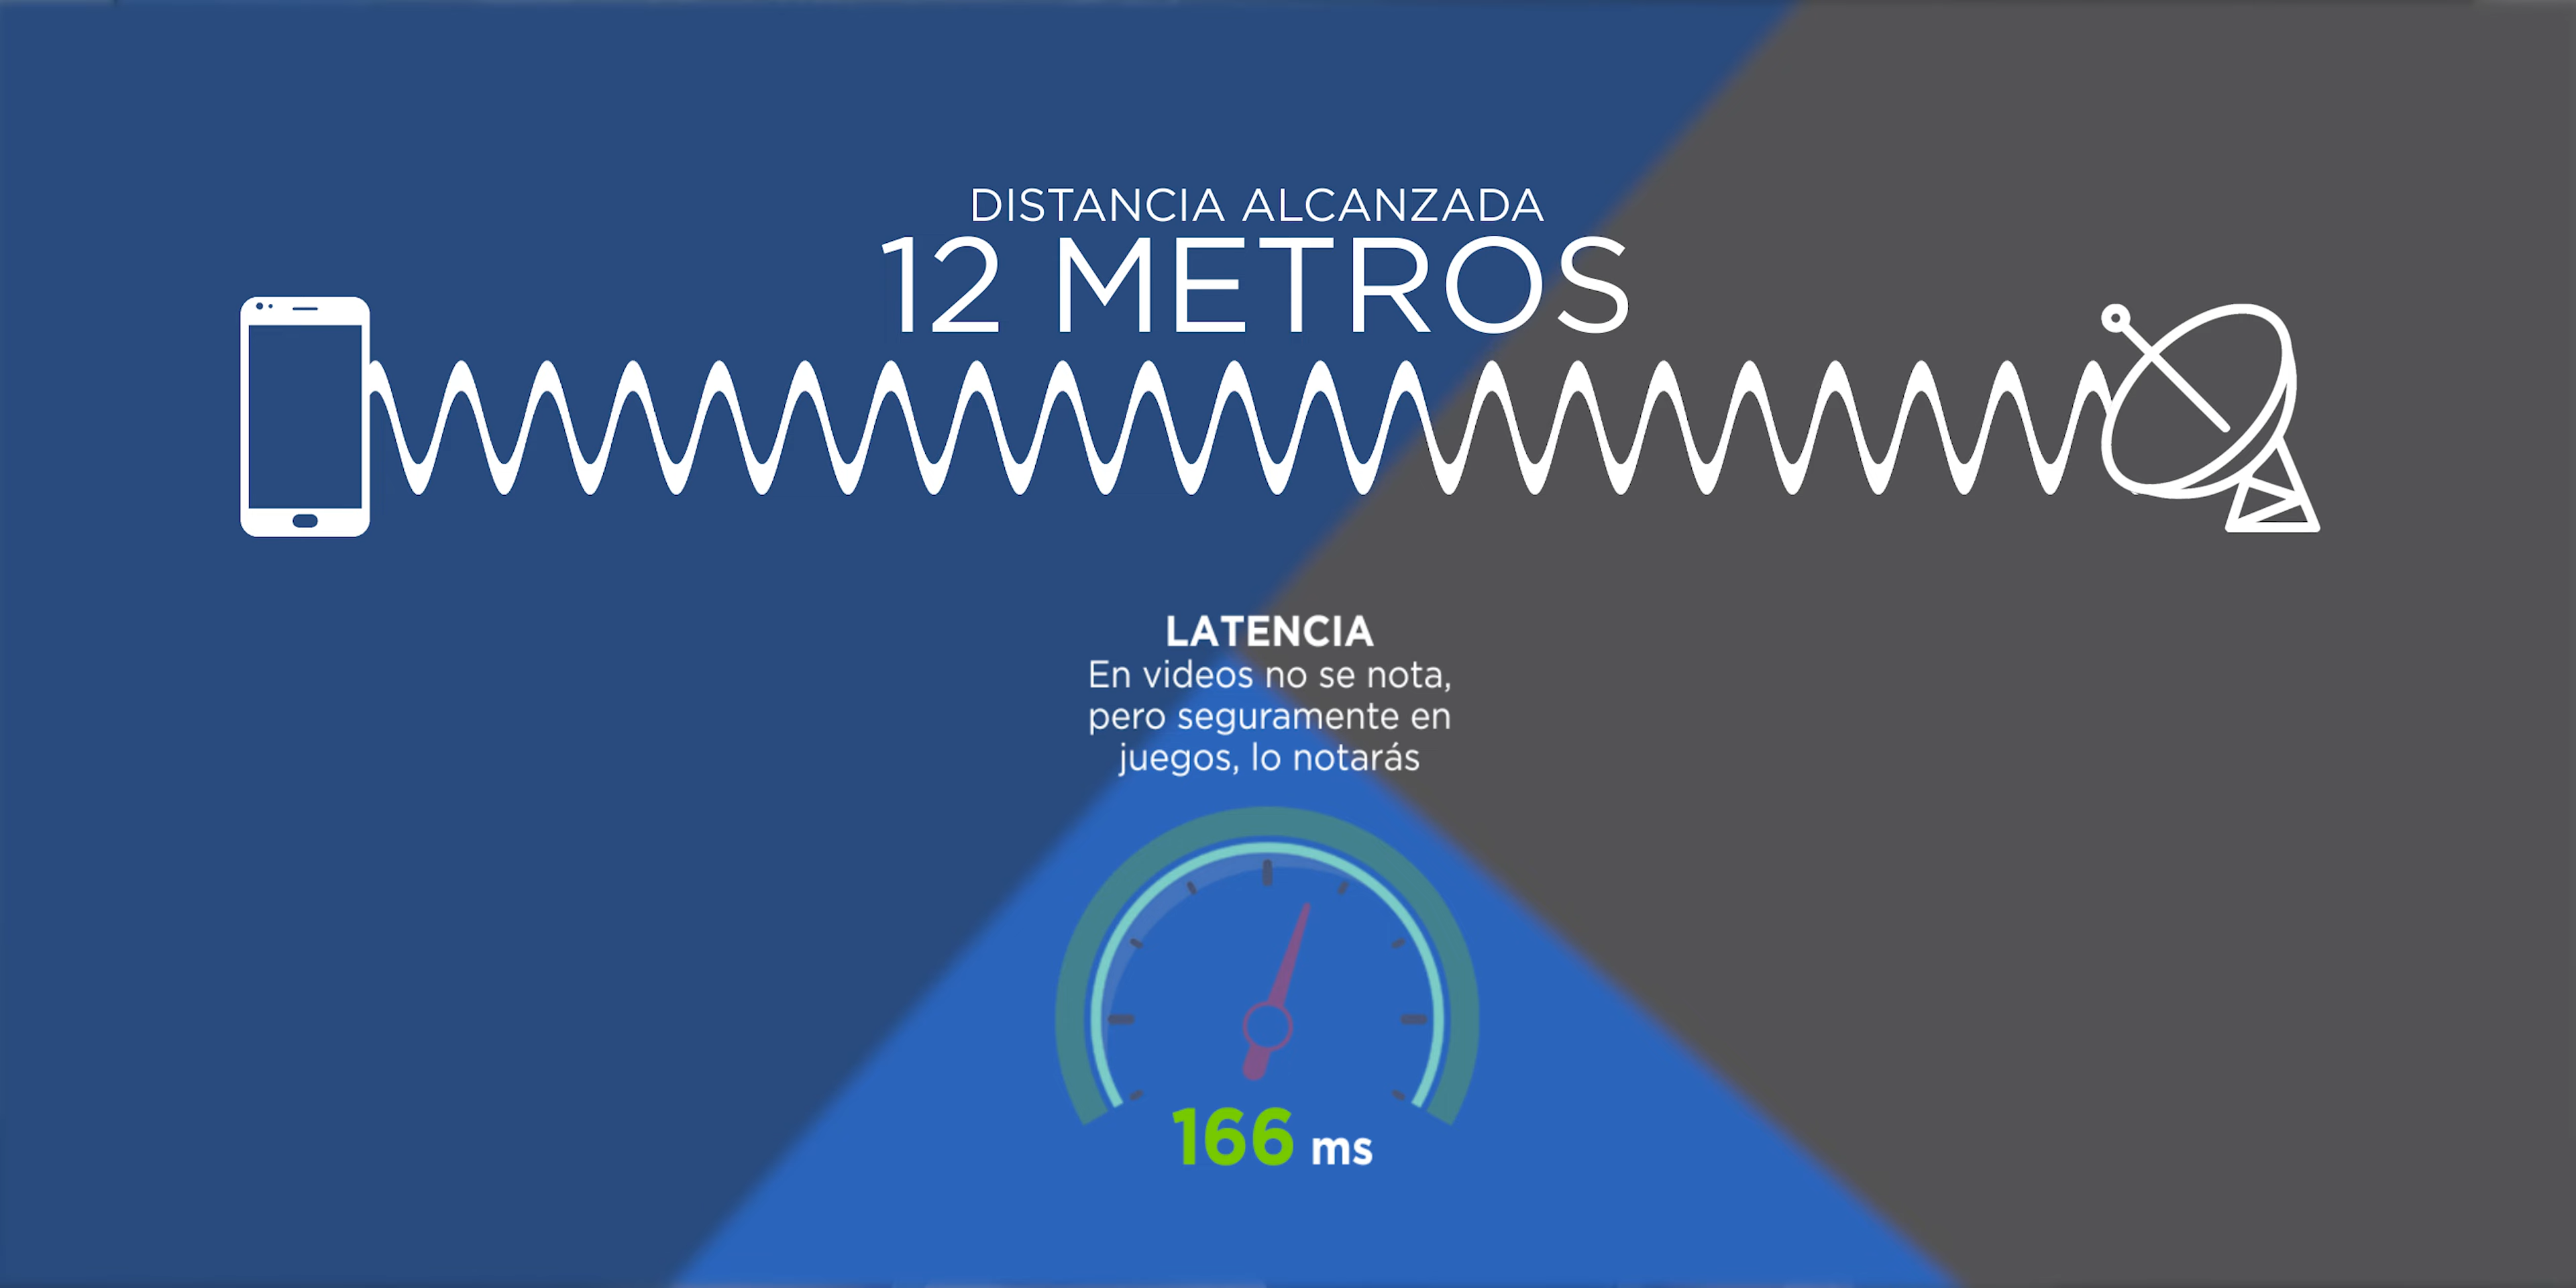 DISTANCIA ALCANZADA
12 METROS
LATENCIA
En videos no se nota,
pero seguramente en
juegos, lo notarás
166 ms